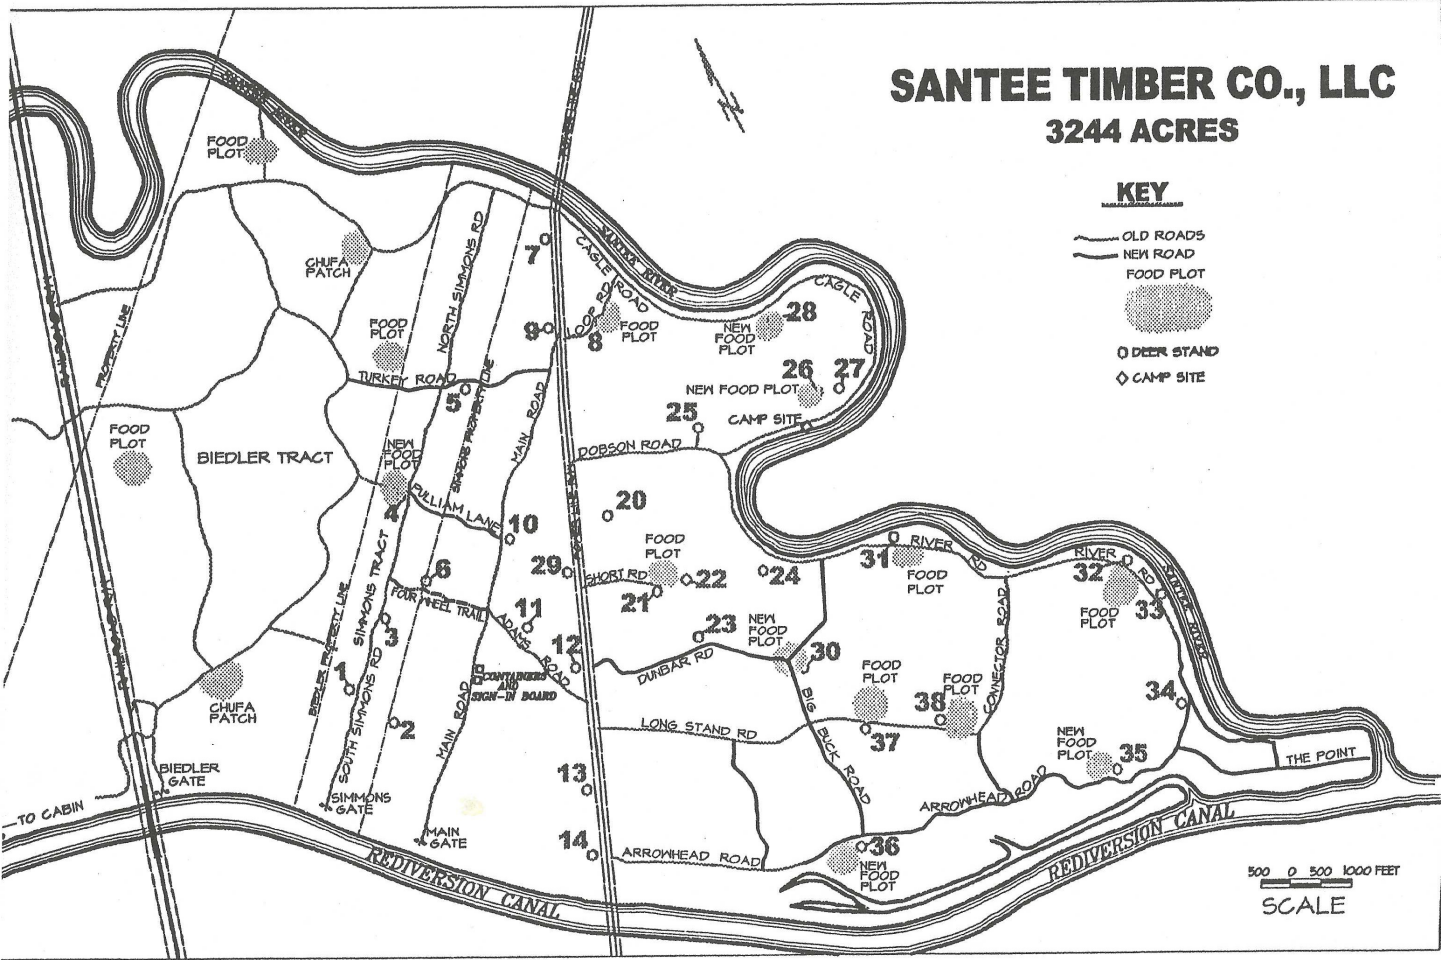 SANTEE TIMBER CO., LLC
3244 ACRES
KEY
OLD ROADS
NEW ROAD
FOOD PLOT
DEER STAND
CAMP SITE
N
FOOD
PLOT
CHUFA
PATCH
FOOD
PLOT
NORTH SIMMONS RD
7
CAGLE
ROAD
SANTEE RIVER
LOOP RD
9
8
FOOD
PLOT
NEW
FOOD
PLOT
28
CAGLE
ROAD
PROPERTY LINE
TURKEY ROAD
5
SIMMONS PROPERTY LINE
MAIN ROAD
26
27
NEW FOOD PLOT
25
CAMP SITE
DOBSON ROAD
FOOD
PLOT
BIEDLER TRACT
NEW
FOOD
PLOT
4
PULLIAM LANE
10
20
6
FOUR WHEEL TRAIL
29
SHORT RD
FOOD
PLOT
21
22
24
31
RIVER
RD
FOOD
PLOT
RIVER
RD
32
FOOD
PLOT
33
SANTEE RIVER
BIEDLER PROPERTY LINE
SIMMONS TRACT
3
11
ADAMS
ROAD
12
23
NEW
FOOD
PLOT
30
DUNBAR RD
CONNECTOR ROAD
1
2
SOUTH SIMMONS RD
CONTAINERS
AND
SIGN-IN BOARD
MAIN ROAD
CHUFA
PATCH
LONG STAND RD
BIG
BUCK
ROAD
FOOD
PLOT
37
38
FOOD
PLOT
34
NEW
FOOD
PLOT
35
THE POINT
BIEDLER
GATE
TO CABIN
SIMMONS
GATE
MAIN
GATE
13
14
ARROWHEAD ROAD
ARROWHEAD ROAD
36
NEW
FOOD
PLOT
REDIVERSION CANAL
REDIVERSION CANAL
500 0 500 1000 FEET
SCALE